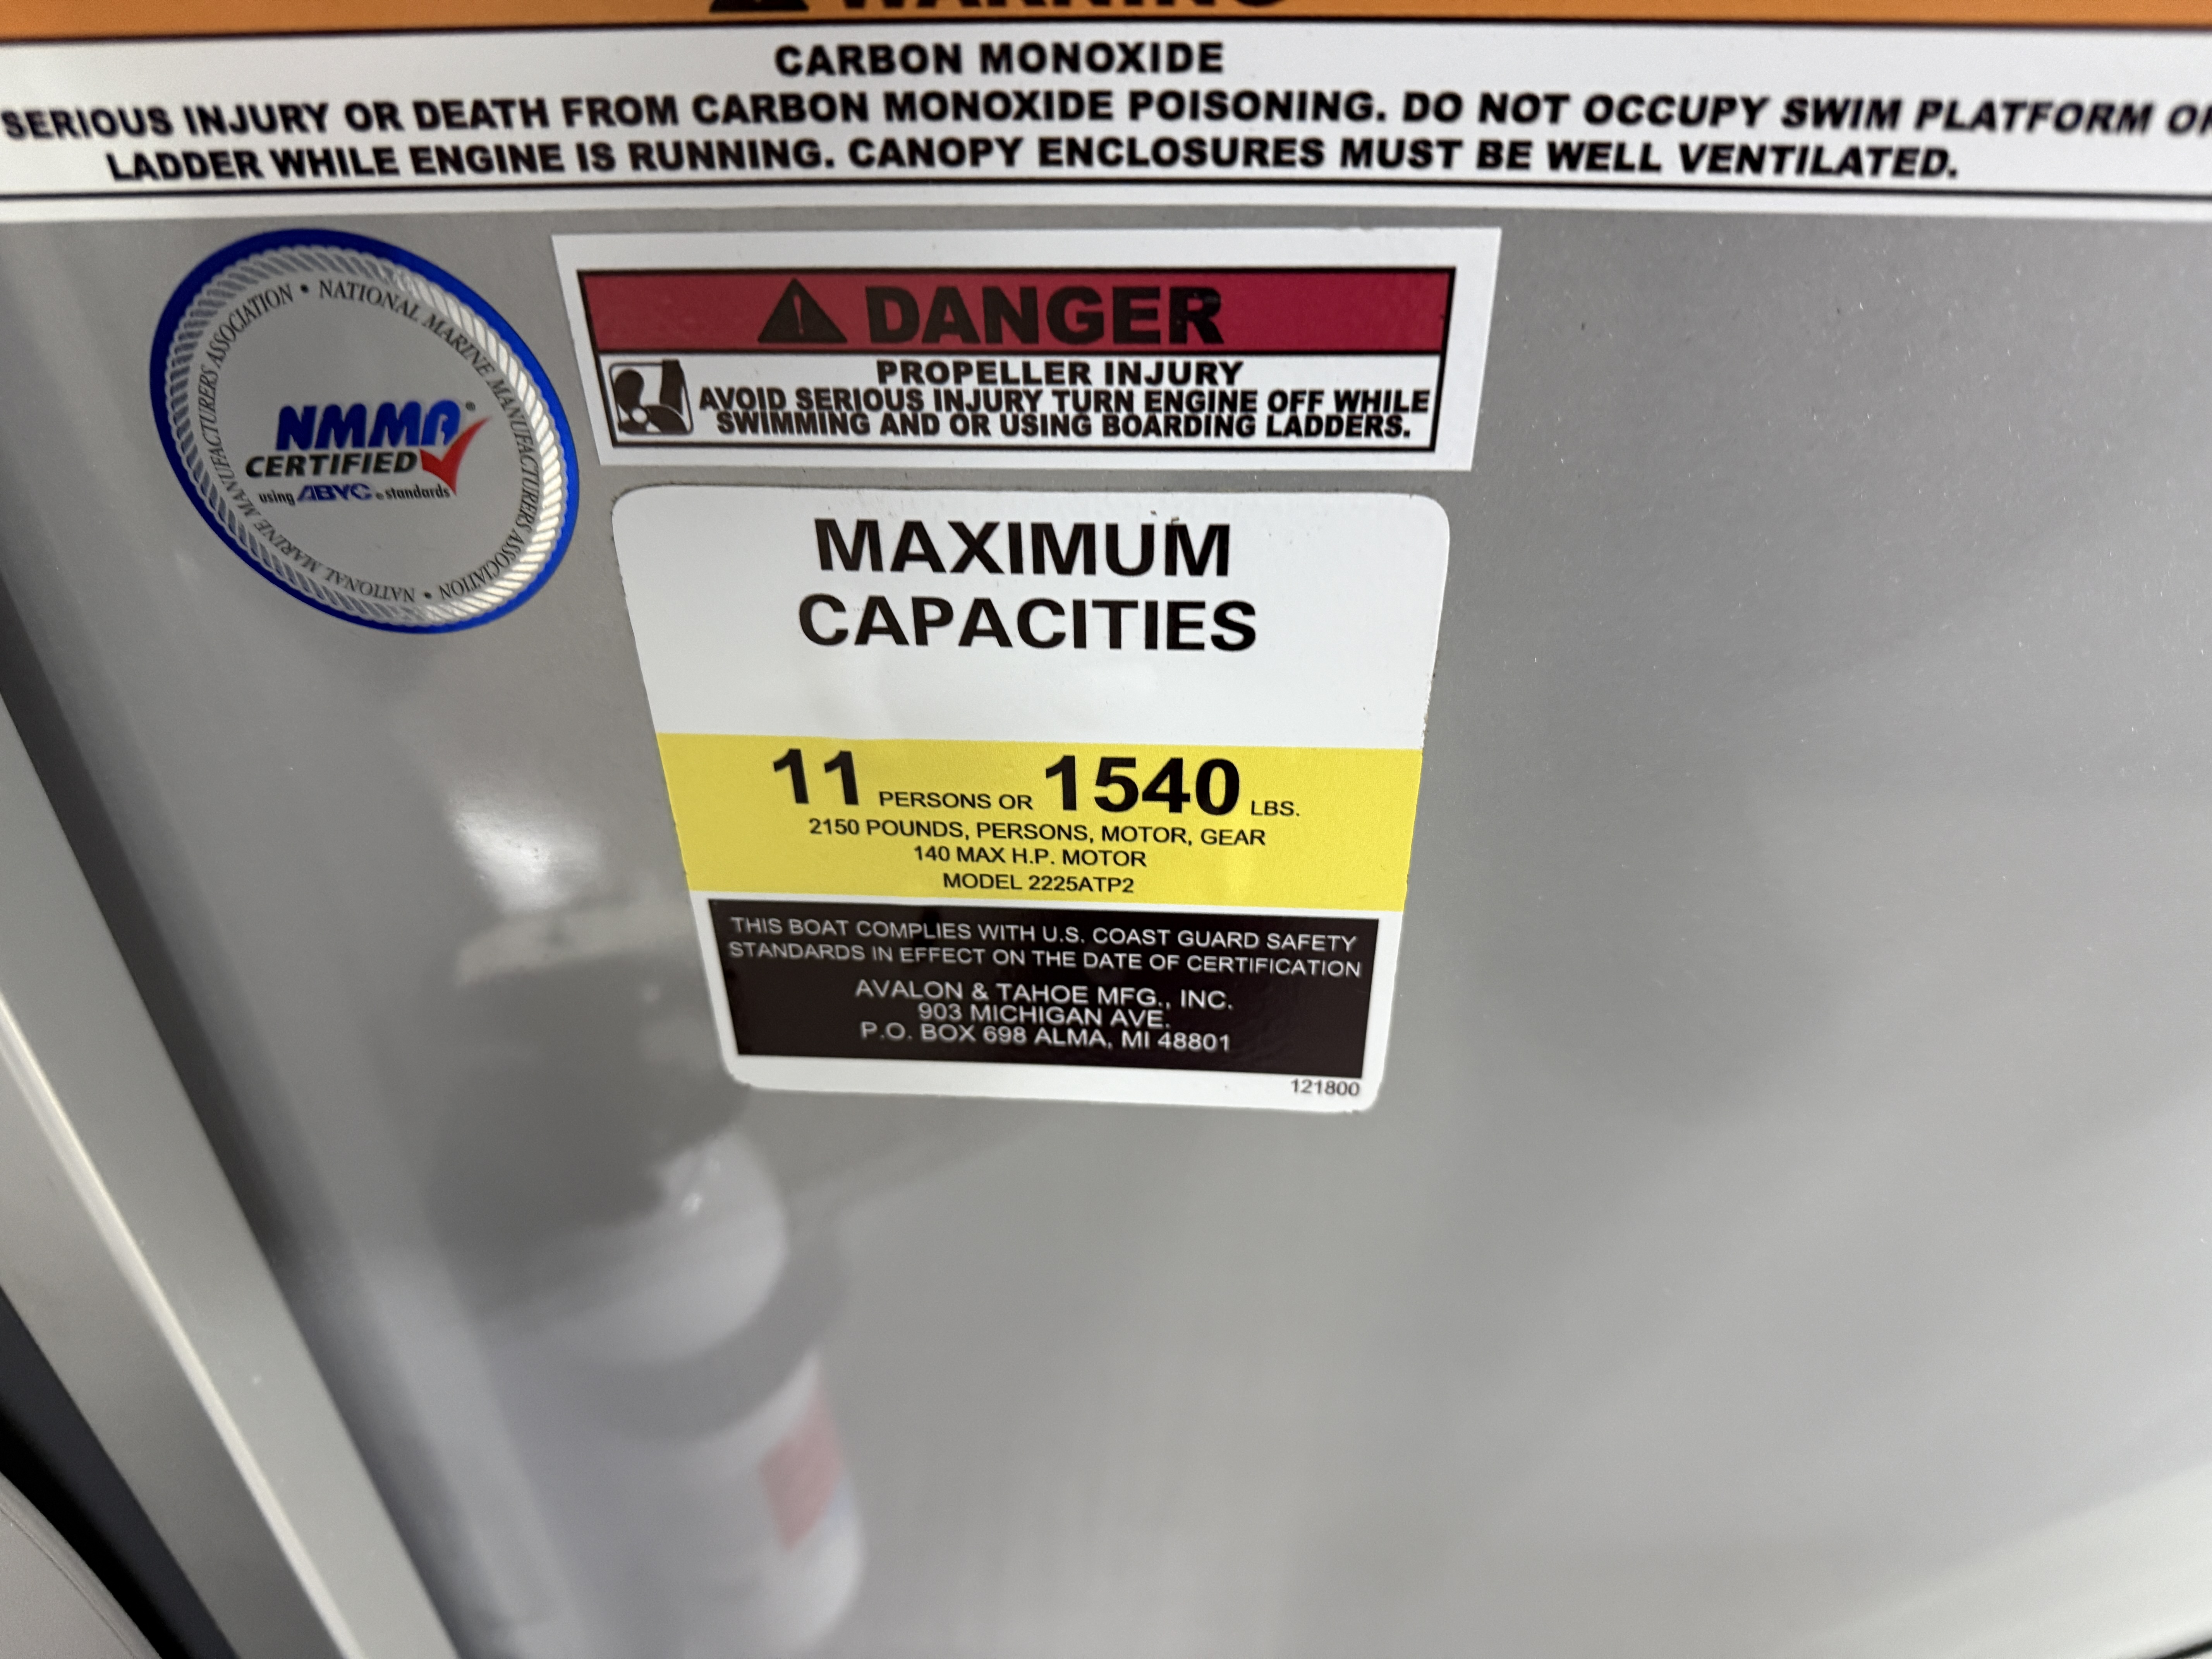 WARNING
CARBON MONOXIDE
SERIOUS INJURY OR DEATH FROM CARBON MONOXIDE POISONING. DO NOT OCCUPY SWIM PLATFORM OR
LADDER WHILE ENGINE IS RUNNING. CANOPY ENCLOSURES MUST BE WELL VENTILATED.
• NATIONAL MARINE MANUFACTURERS ASSOCIATION • NATIONAL MARINE MANUFACTURERS ASSOCIATION
NMMA®
CERTIFIED
using ABYC® standards
DANGER
PROPELLER INJURY
AVOID SERIOUS INJURY TURN ENGINE OFF WHILE
SWIMMING AND OR USING BOARDING LADDERS.
MAXIMUM
CAPACITIES
11 PERSONS OR 1540 LBS.
2150 POUNDS, PERSONS, MOTOR, GEAR
140 MAX H.P. MOTOR
MODEL 2225ATP2
THIS BOAT COMPLIES WITH U.S. COAST GUARD SAFETY
STANDARDS IN EFFECT ON THE DATE OF CERTIFICATION
AVALON & TAHOE MFG., INC.
903 MICHIGAN AVE.
P.O. BOX 698 ALMA, MI 48801
121800